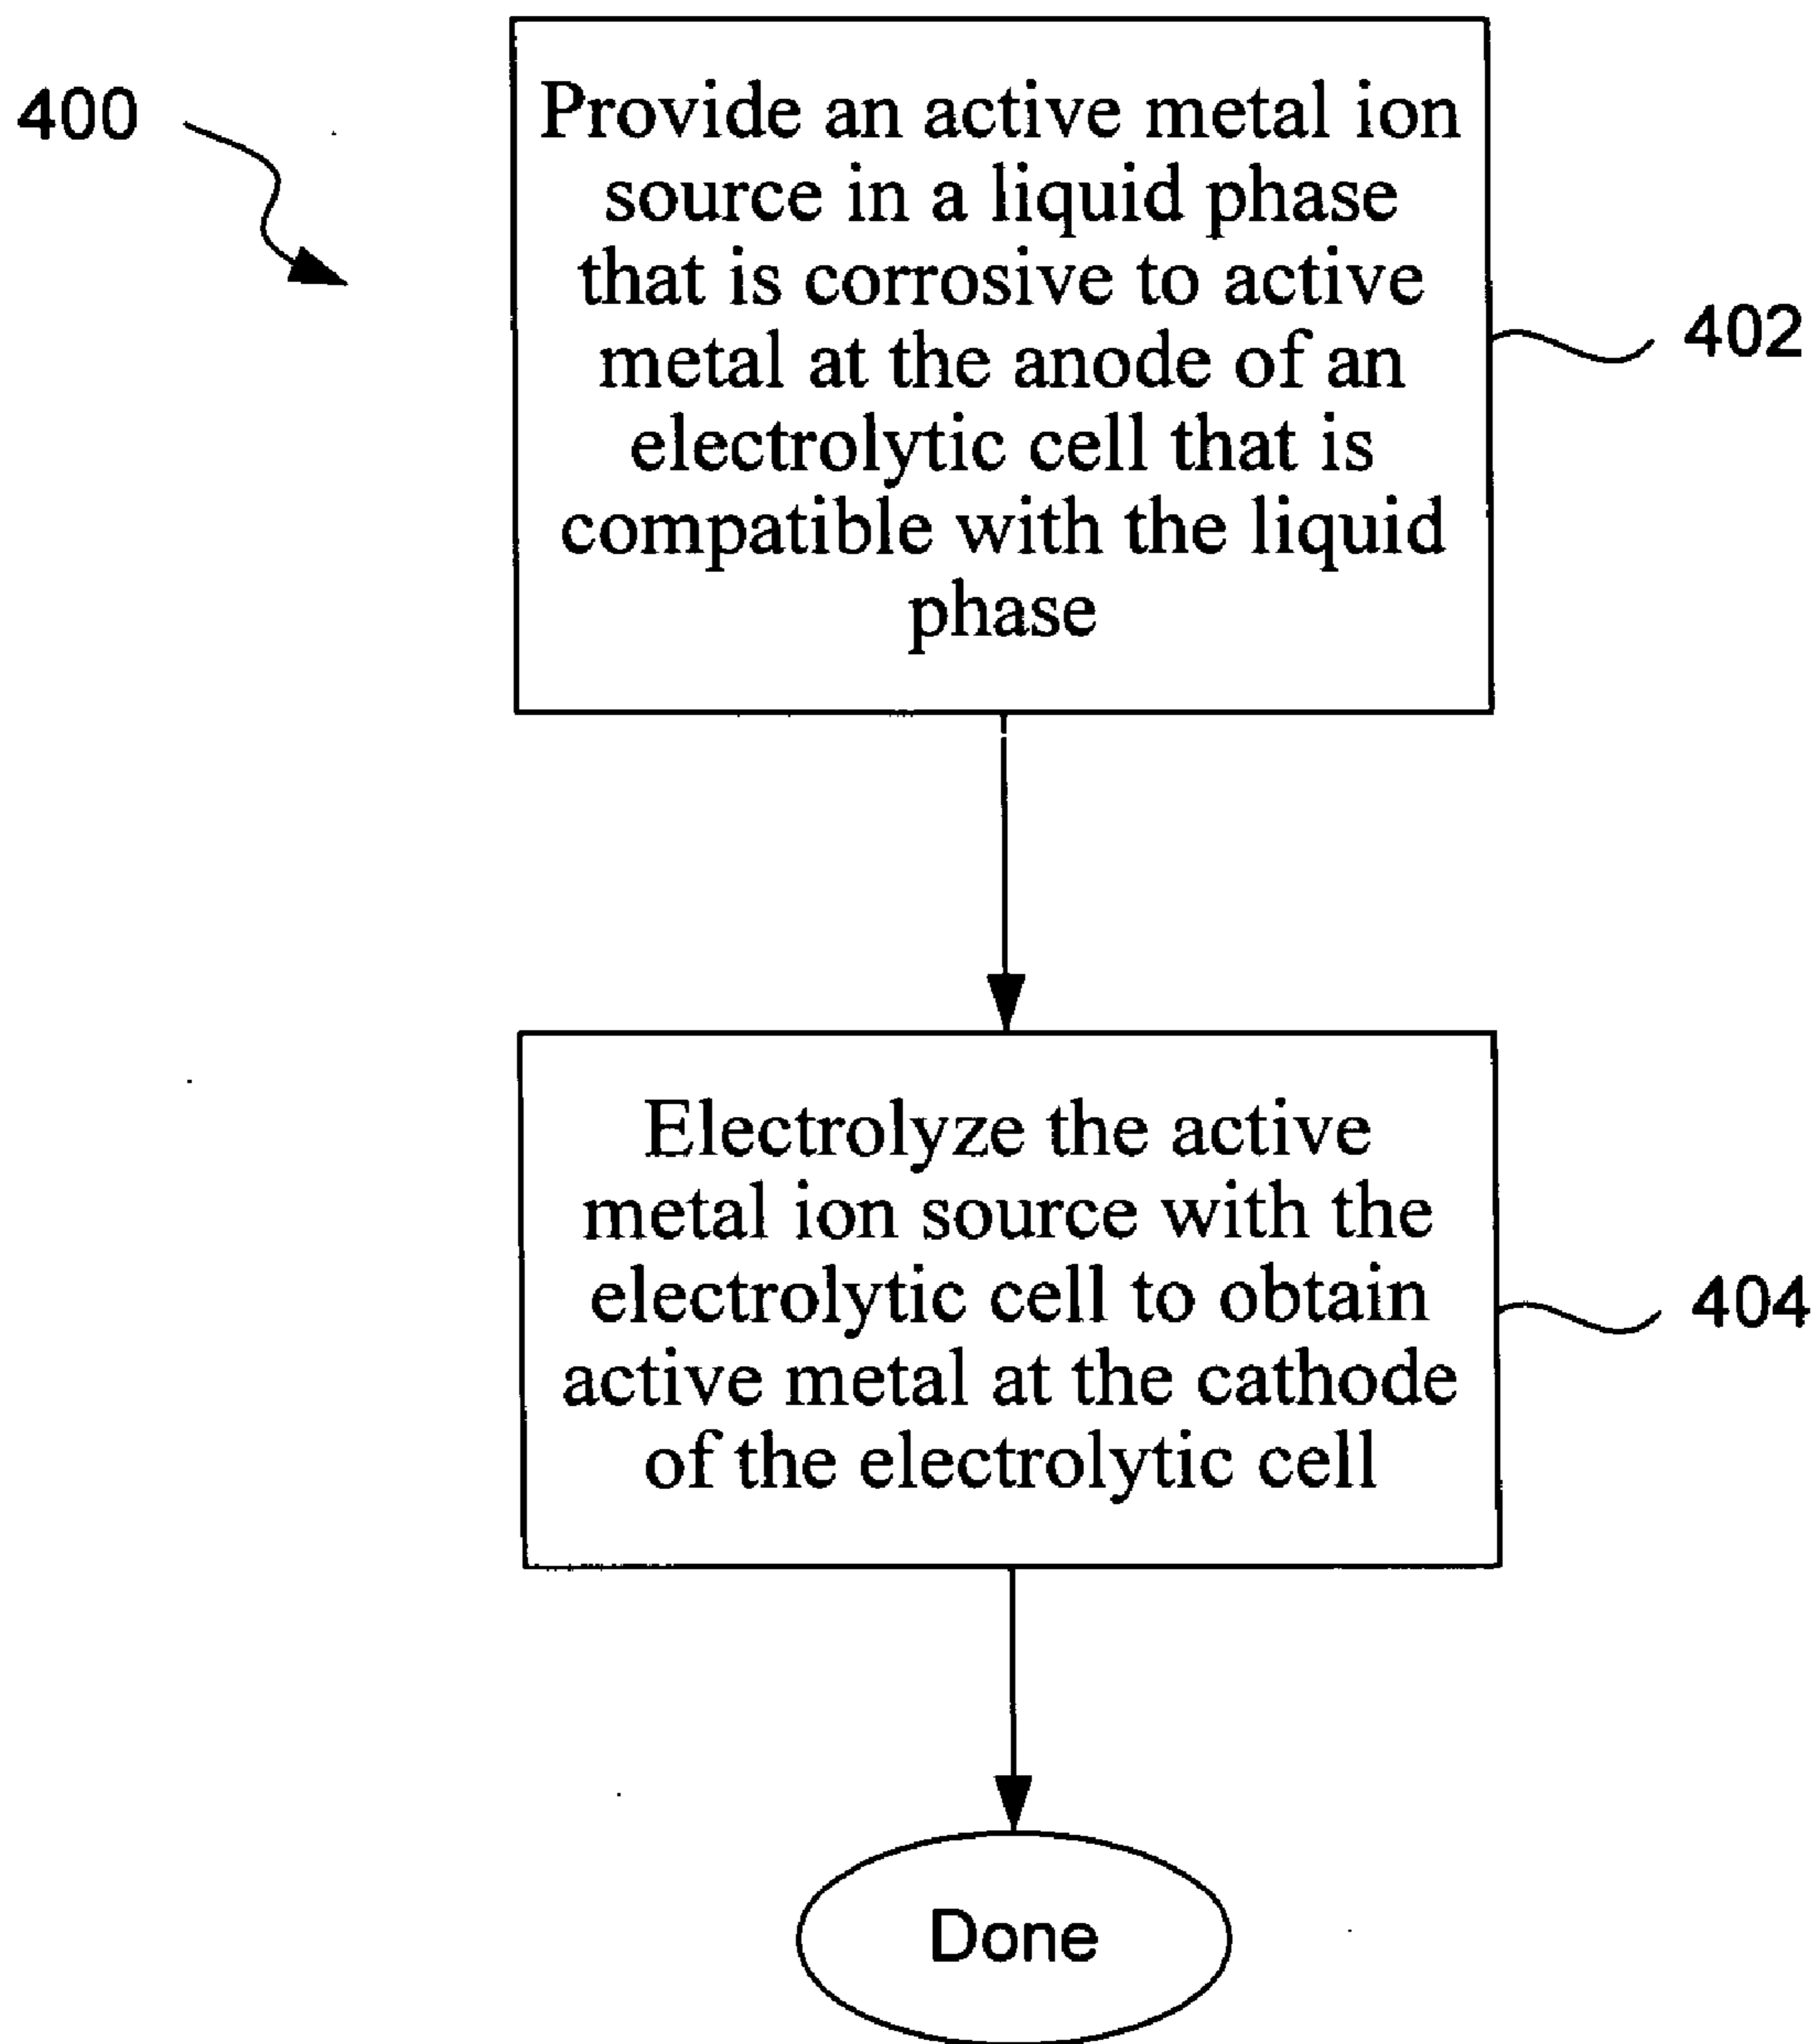 400
Provide an active metal ion
source in a liquid phase
that is corrosive to active
metal at the anode of an
electrolytic cell that is
compatible with the liquid
phase
402
Electrolyze the active
metal ion source with the
electrolytic cell to obtain
active metal at the cathode
of the electrolytic cell
404
Done